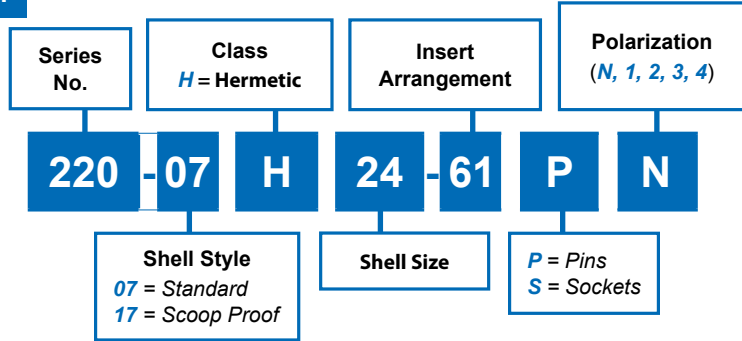 Series
No.
Class
H = Hermetic
Insert
Arrangement
Polarization
(N, 1, 2, 3, 4)
220 - 07 H 24 - 61 P N
Shell Style
07 = Standard
17 = Scoop Proof
Shell Size
P = Pins
S = Sockets